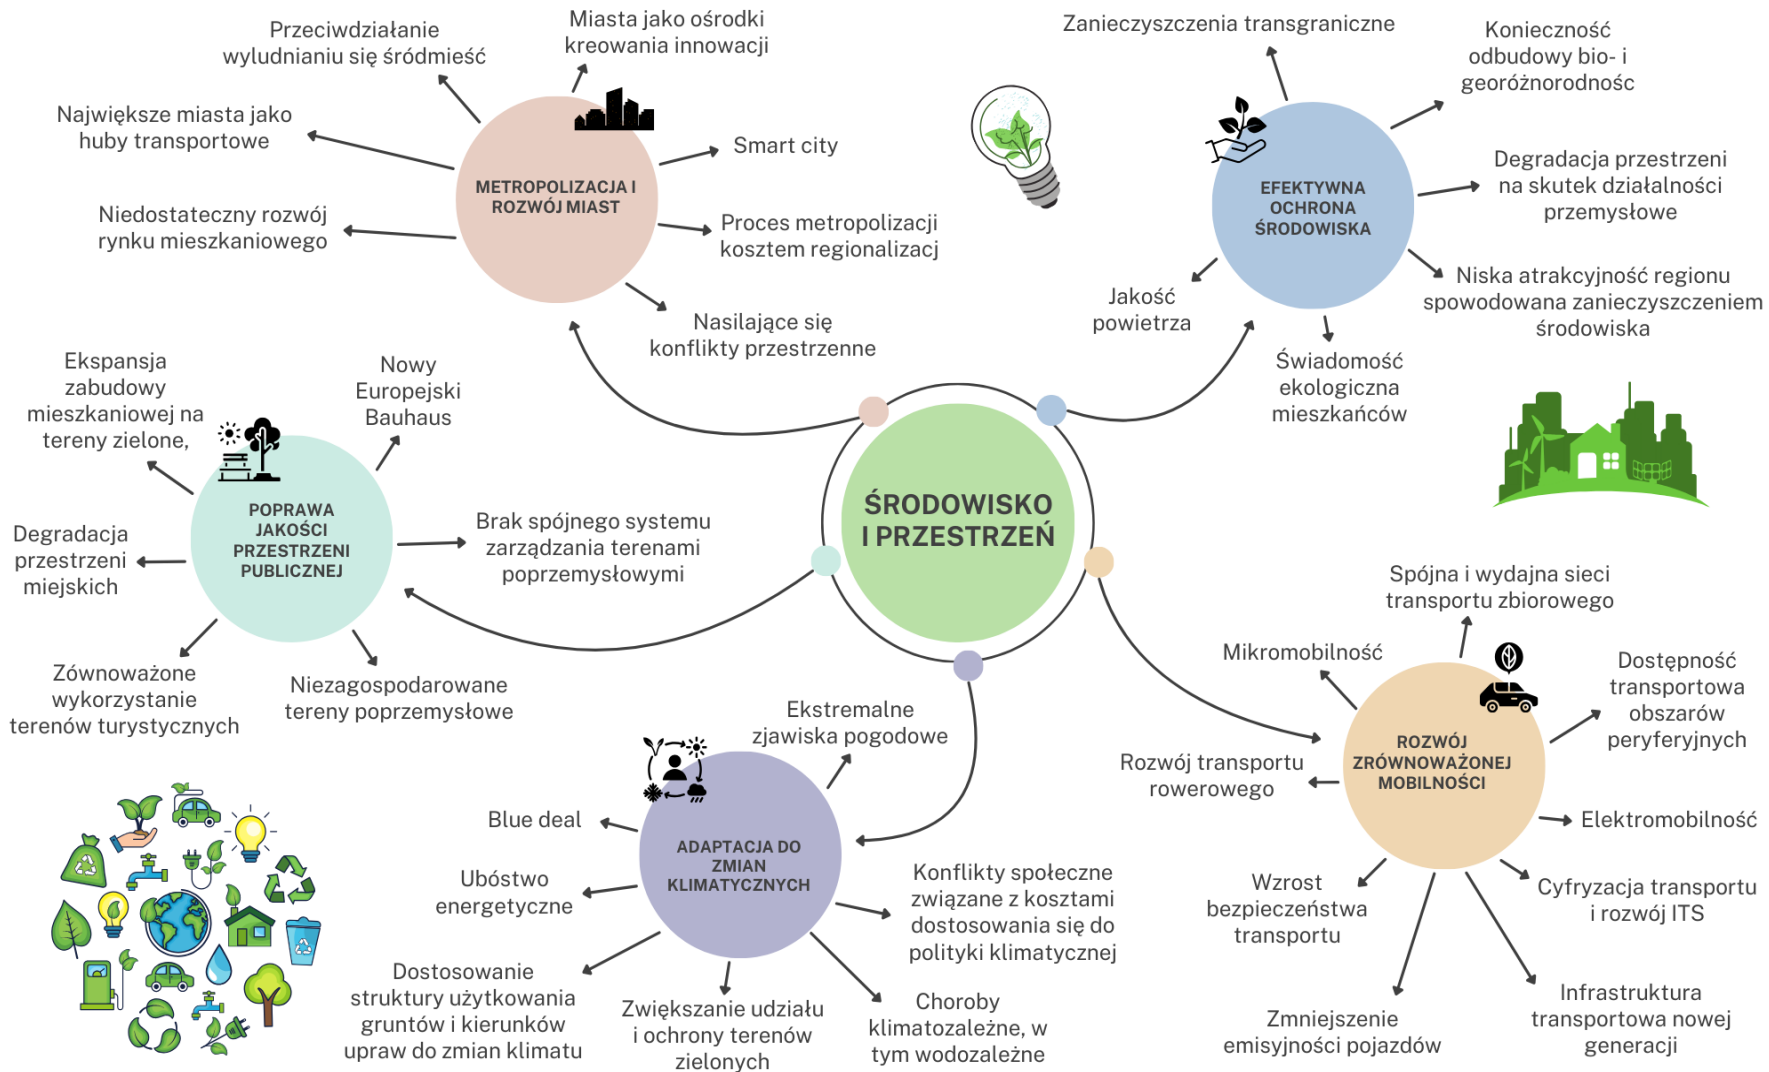 Przeciwdziałanie
wyludnianiu się śródmieść
Miasta jako ośrodki
kreowania innowacji
Największe miasta jako
huby transportowe
Smart city
METROPOLIZACJA I
ROZWÓJ MIAST
Niedostateczny rozwój
rynku mieszkaniowego
Proces metropolizacji
kosztem regionalizacj
Nasilające się
konflikty przestrzenne
Zanieczyszczenia transgraniczne
Konieczność
odbudowy bio- i
georóżnorodnośc
Degradacja przestrzeni
na skutek działalności
przemysłowe
EFEKTYWNA
OCHRONA
ŚRODOWISKA
Niska atrakcyjność regionu
spowodowana zanieczyszczeniem
środowiska
Jakość
powietrza
Świadomość
ekologiczna
mieszkańców
Ekspansja
zabudowy
mieszkaniowej na
tereny zielone,
Nowy
Europejski
Bauhaus
POPRAWA
JAKOŚCI
PRZESTRZENI
PUBLICZNEJ
Degradacja
przestrzeni
miejskich
Brak spójnego systemu
zarządzania terenami
poprzemysłowymi
Zównoważone
wykorzystanie
terenów turystycznych
Niezagospodarowane
tereny poprzemysłowe
ŚRODOWISKO
I PRZESTRZEŃ
Spójna i wydajna sieci
transportu zbiorowego
Mikromobilność
Dostępność
transportowa
obszarów
peryferyjnych
ROZWÓJ
ZRÓWNOWAŻONEJ
MOBILNOŚCI
Rozwój transportu
rowerowego
Elektromobilność
Wzrost
bezpieczeństwa
transportu
Cyfryzacja transportu
i rozwój ITS
Zmniejszenie
emisyjności pojazdów
Infrastruktura
transportowa nowej
generacji
Ekstremalne
zjawiska pogodowe
Blue deal
ADAPTACJA DO
ZMIAN
KLIMATYCZNYCH
Ubóstwo
energetyczne
Konflikty społeczne
związane z kosztami
dostosowania się do
polityki klimatycznej
Dostosowanie
struktury użytkowania
gruntów i kierunków
upraw do zmian klimatu
Zwiększanie udziału
i ochrony terenów
zielonych
Choroby
klimatozależne, w
tym wodozależne